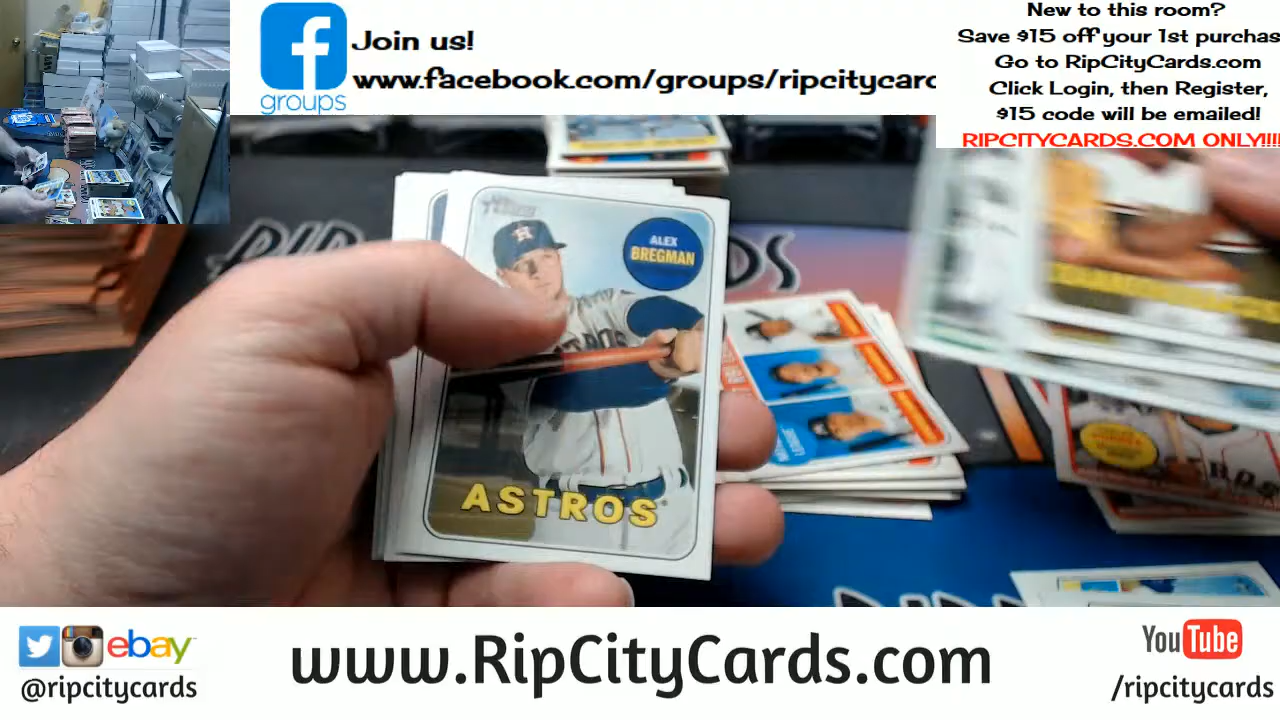 groups
Join us!
www.facebook.com/groups/ripcitycarc
New to this room?
Save $15 off your 1st purchas
Go to RipCityCards.com
Click Login, then Register,
$15 code will be emailed!
RIPCITYCARDS.COM ONLY!!!!
ALEX
BREGMAN
ASTROS
ebay
@ripcitycards
www.RipCityCards.com
YouTube
/ripcitycards